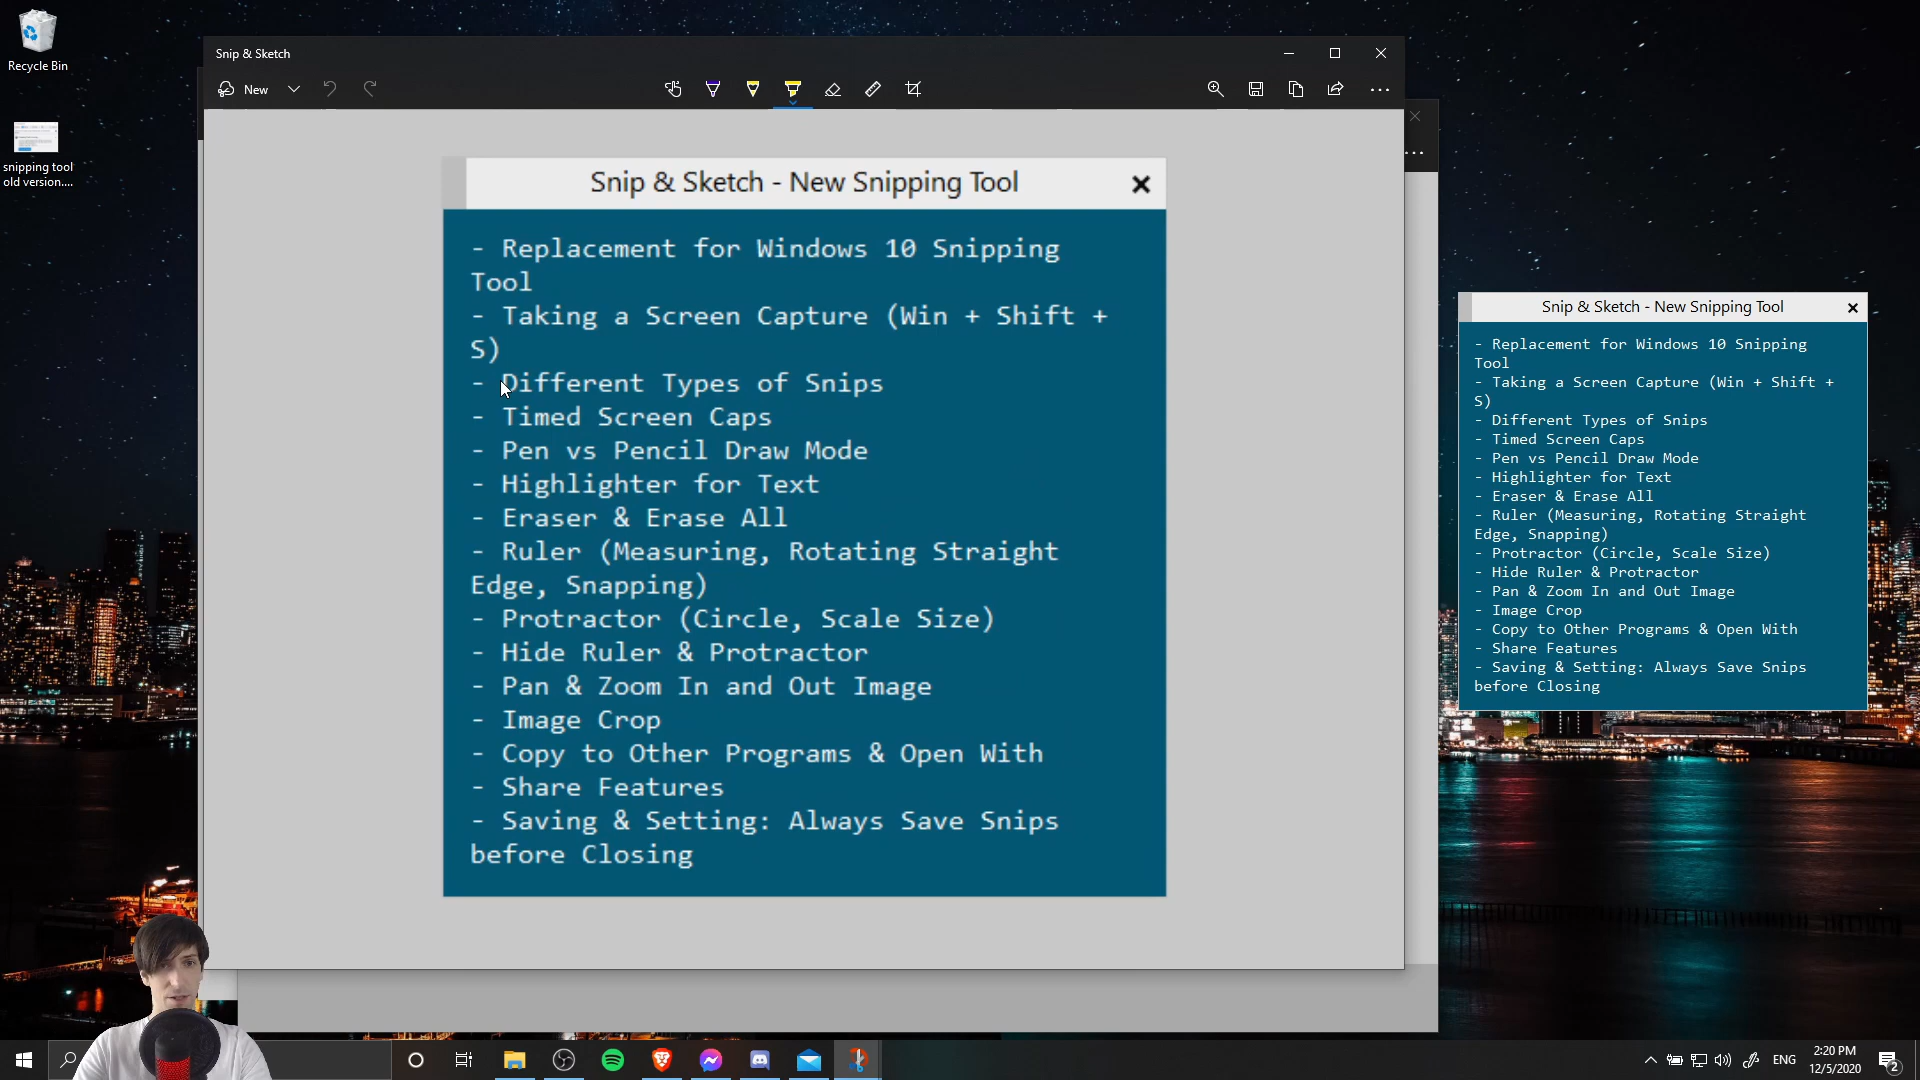 Recycle Bin
snipping tool
old version....
Snip & Sketch
New
Snip & Sketch - New Snipping Tool
- Replacement for Windows 10 Snipping
Tool
- Taking a Screen Capture (Win + Shift +
S)
- Different Types of Snips
- Timed Screen Caps
- Pen vs Pencil Draw Mode
- Highlighter for Text
- Eraser & Erase All
- Ruler (Measuring, Rotating Straight
Edge, Snapping)
- Protractor (Circle, Scale Size)
- Hide Ruler & Protractor
- Pan & Zoom In and Out Image
- Image Crop
- Copy to Other Programs & Open With
- Share Features
- Saving & Setting: Always Save Snips
before Closing
Snip & Sketch - New Snipping Tool
- Replacement for Windows 10 Snipping
Tool
- Taking a Screen Capture (Win + Shift +
S)
- Different Types of Snips
- Timed Screen Caps
- Pen vs Pencil Draw Mode
- Highlighter for Text
- Eraser & Erase All
- Ruler (Measuring, Rotating Straight
Edge, Snapping)
- Protractor (Circle, Scale Size)
- Hide Ruler & Protractor
- Pan & Zoom In and Out Image
- Image Crop
- Copy to Other Programs & Open With
- Share Features
- Saving & Setting: Always Save Snips
before Closing
ENG
2:20 PM
12/5/2020
2